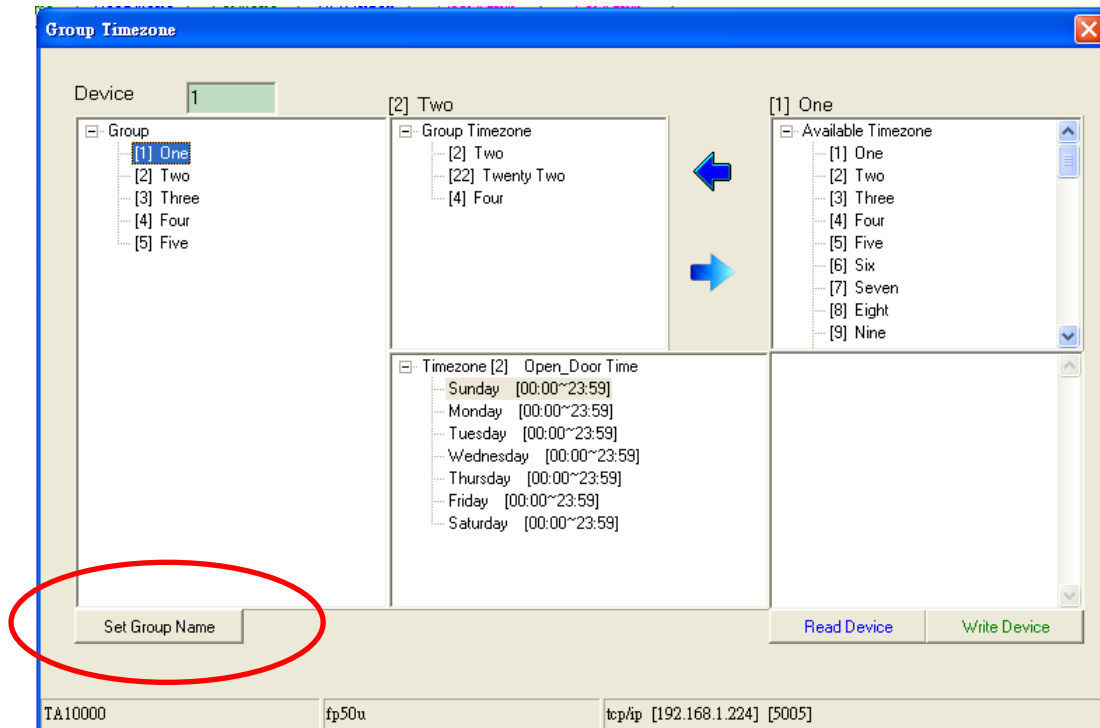 Group Timezone
Device 1
[2] Two
[1] One
Group
[1] One
[2] Two
[3] Three
[4] Four
[5] Five
Group Timezone
[2] Two
[22] Twenty Two
[4] Four
Available Timezone
[1] One
[2] Two
[3] Three
[4] Four
[5] Five
[6] Six
[7] Seven
[8] Eight
[9] Nine
Timezone [2] Open_Door Time
Sunday [00:00~23:59]
Monday [00:00~23:59]
Tuesday [00:00~23:59]
Wednesday [00:00~23:59]
Thursday [00:00~23:59]
Friday [00:00~23:59]
Saturday [00:00~23:59]
Set Group Name
Read Device
Write Device
TA10000
fp50u
tcp/ip [192.168.1.224] [5005]